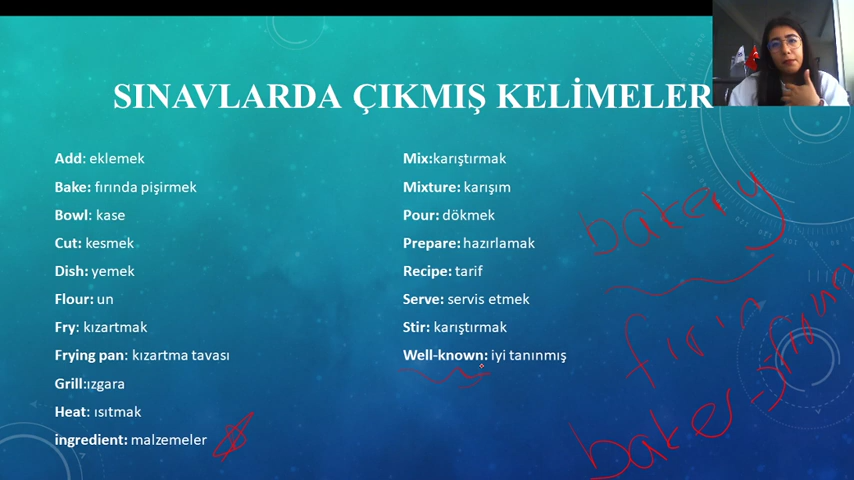 SINAVLARDA ÇIKMIŞ KELİMELER
Add: eklemek
Bake: fırında pişirmek
Bowl: kase
Cut: kesmek
Dish: yemek
Flour: un
Fry: kızartmak
Frying pan: kızartma tavası
Grill:ızgara
Heat: ısıtmak
ingredient: malzemeler
Mix:karıştırmak
Mixture: karışım
Pour: dökmek
Prepare: hazırlamak
Recipe: tarif
Serve: servis etmek
Stir: karıştırmak
Well-known: iyi tanınmış
fırın
baker